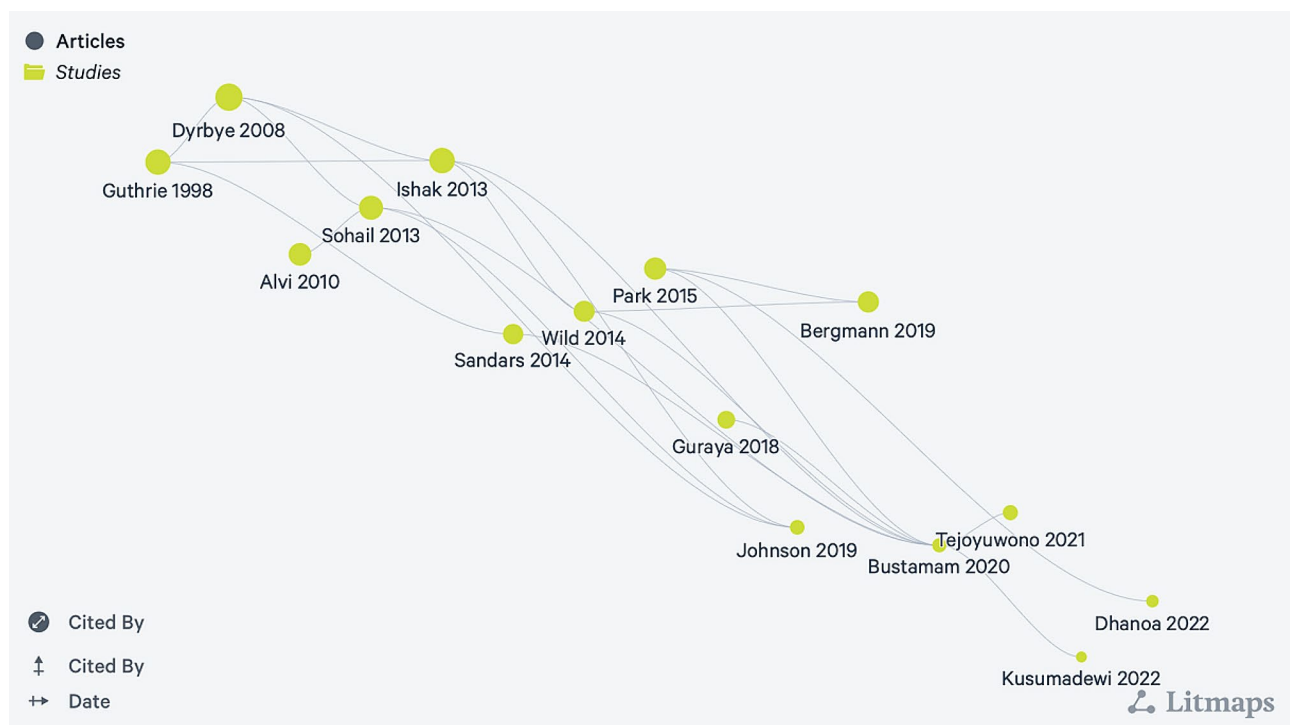 Articles
Studies
Dyrbye 2008
Guthrie 1998
Ishak 2013
Sohail 2013
Alvi 2010
Park 2015
Bergmann 2019
Wild 2014
Sandars 2014
Guraya 2018
Tejoyuwono 2021
Johnson 2019
Bustamam 2020
Dhanoa 2022
Kusumadewi 2022
Cited By
Cited By
Date
Litmaps